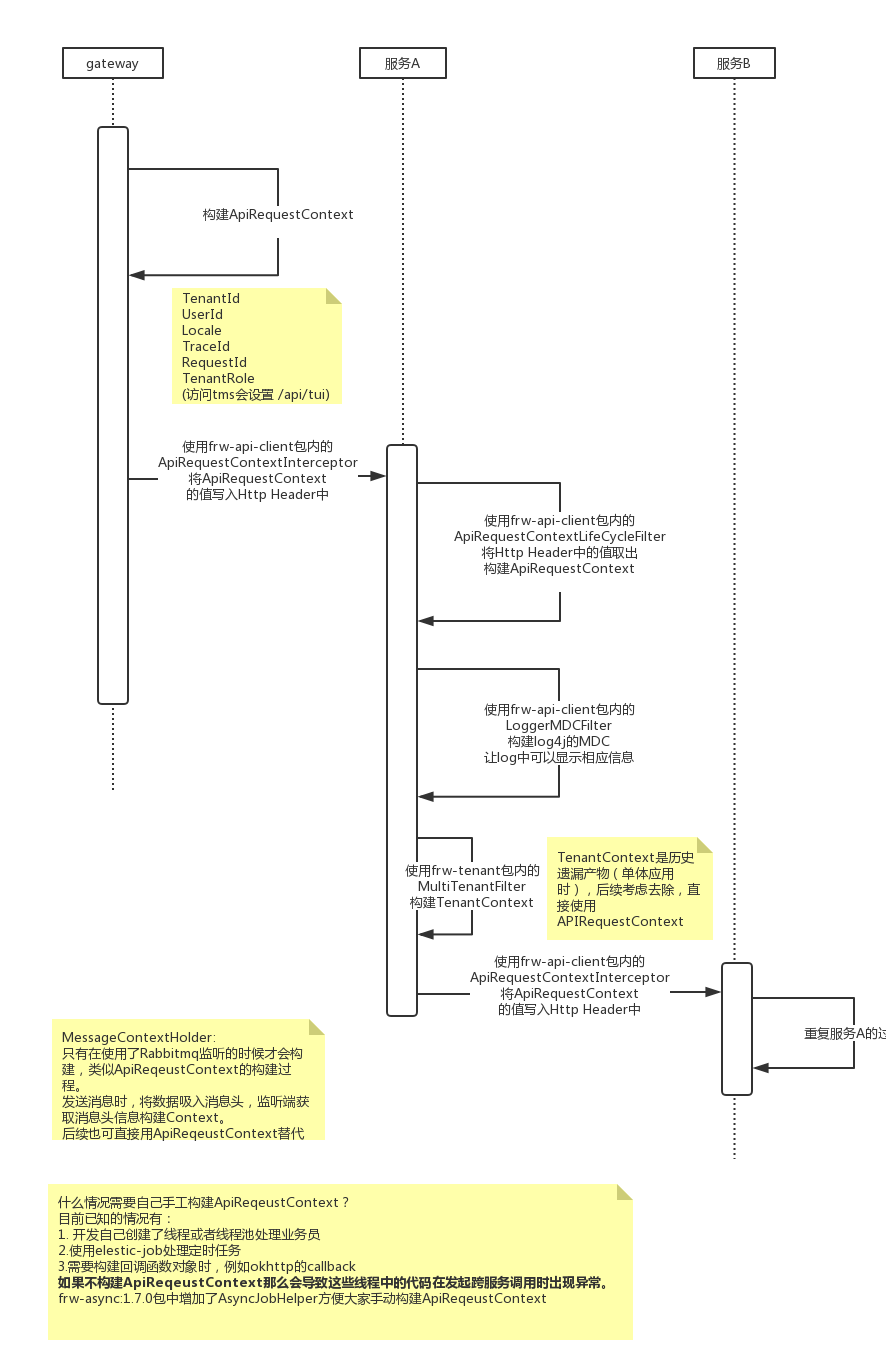 gateway
服务A
服务B
构建ApiRequestContext
TenantId
UserId
Locale
TraceId
RequestId
TenantRole
(访问tms会设置 /api/tui)
使用frw-api-client包内的
ApiRequestContextInterceptor
将ApiRequestContext
的值写入Http Header中
使用frw-api-client包内的
ApiRequestContextLifeCycleFilter
将Http Header中的值取出
构建ApiRequestContext
使用frw-api-client包内的
LoggerMDCFilter
构建log4j的MDC
让log中可以显示相应信息
使用frw-tenant包内的
MultiTenantFilter
构建TenantContext
TenantContext是历史
遗漏产物（单体应用
时），后续考虑去除，直
接使用
APIRequestContext
使用frw-api-client包内的
ApiRequestContextInterceptor
将ApiRequestContext
的值写入Http Header中
重复服务A的过
MessageContextHolder:
只有在使用了Rabbitmq监听的时候才会构
建，类似ApiReqeustContext的构建过
程。
发送消息时，将数据吸入消息头，监听端获
取消息头信息构建Context。
后续也可直接用ApiReqeustContext替代
什么情况需要自己手工构建ApiReqeustContext？
目前已知的情况有：
1. 开发自己创建了线程或者线程池处理业务员
2.使用elestic-job处理定时任务
3.需要构建回调函数对象时，例如okhttp的callback
如果不构建ApiReqeustContext那么会导致这些线程中的代码在发起跨服务调用时出现异常。
frw-async:1.7.0包中增加了AsyncJobHelper方便大家手动构建ApiReqeustContext